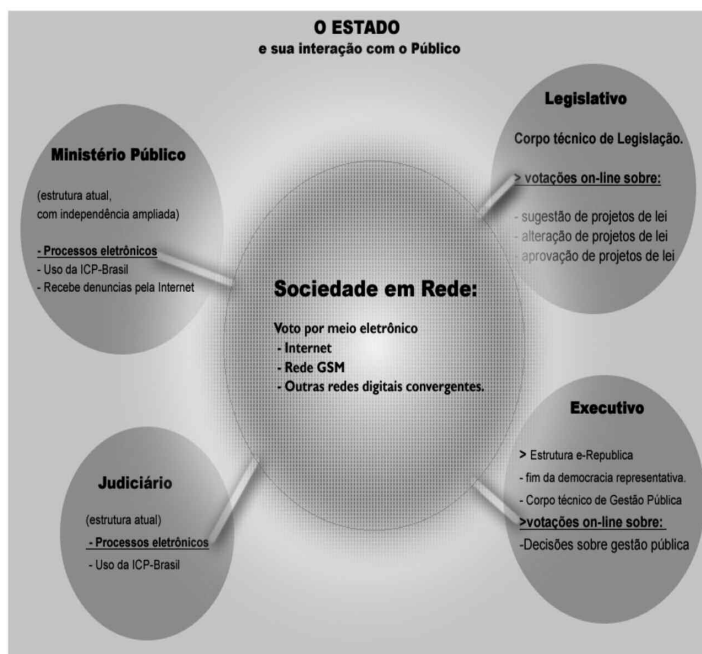 O ESTADO
e sua interação com o Público
Ministério Público
(estrutura atual,
com independência ampliada)
- Processos eletrônicos
- Uso da ICP-Brasil
- Recebe denuncias pela Internet
Legislativo
Corpo técnico de Legislação.
> votações on-line sobre:
- sugestão de projetos de lei
- alteração de projetos de lei
- aprovação de projetos de lei
Sociedade em Rede:
Voto por meio eletrônico
- Internet
- Rede GSM
- Outras redes digitais convergentes.
Judiciário
(estrutura atual)
- Processos eletrônicos
- Uso da ICP-Brasil
Executivo
> Estrutura e-Republica
- fim da democracia representativa.
- Corpo técnico de Gestão Pública
>votações on-line sobre:
-Decisões sobre gestão pública